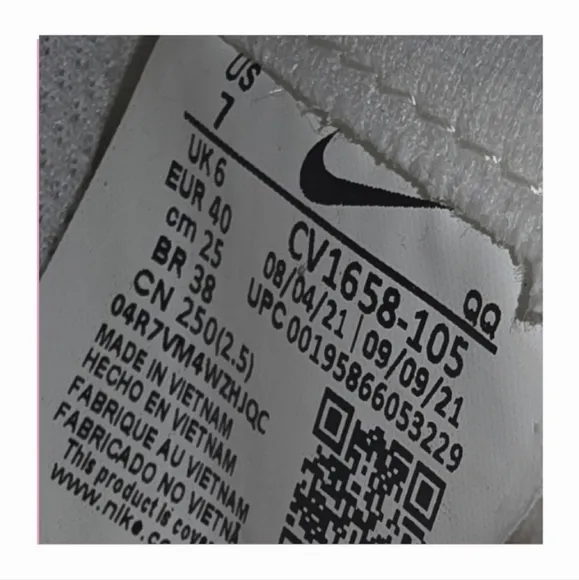 US
7
UK 6
EUR 40
cm 25
BR 38
CN 250(2.5)
04R7VM4WZHJQC
MADE IN VIETNAM
HECHO EN VIETNAM
FABRIQUE AU VIETNAM
FABRICADO NO VIETNA
This product is cover
www.nike.co
QQ
CV1658-105
08/04/21 | 09/09/21
UPC 00195866053229